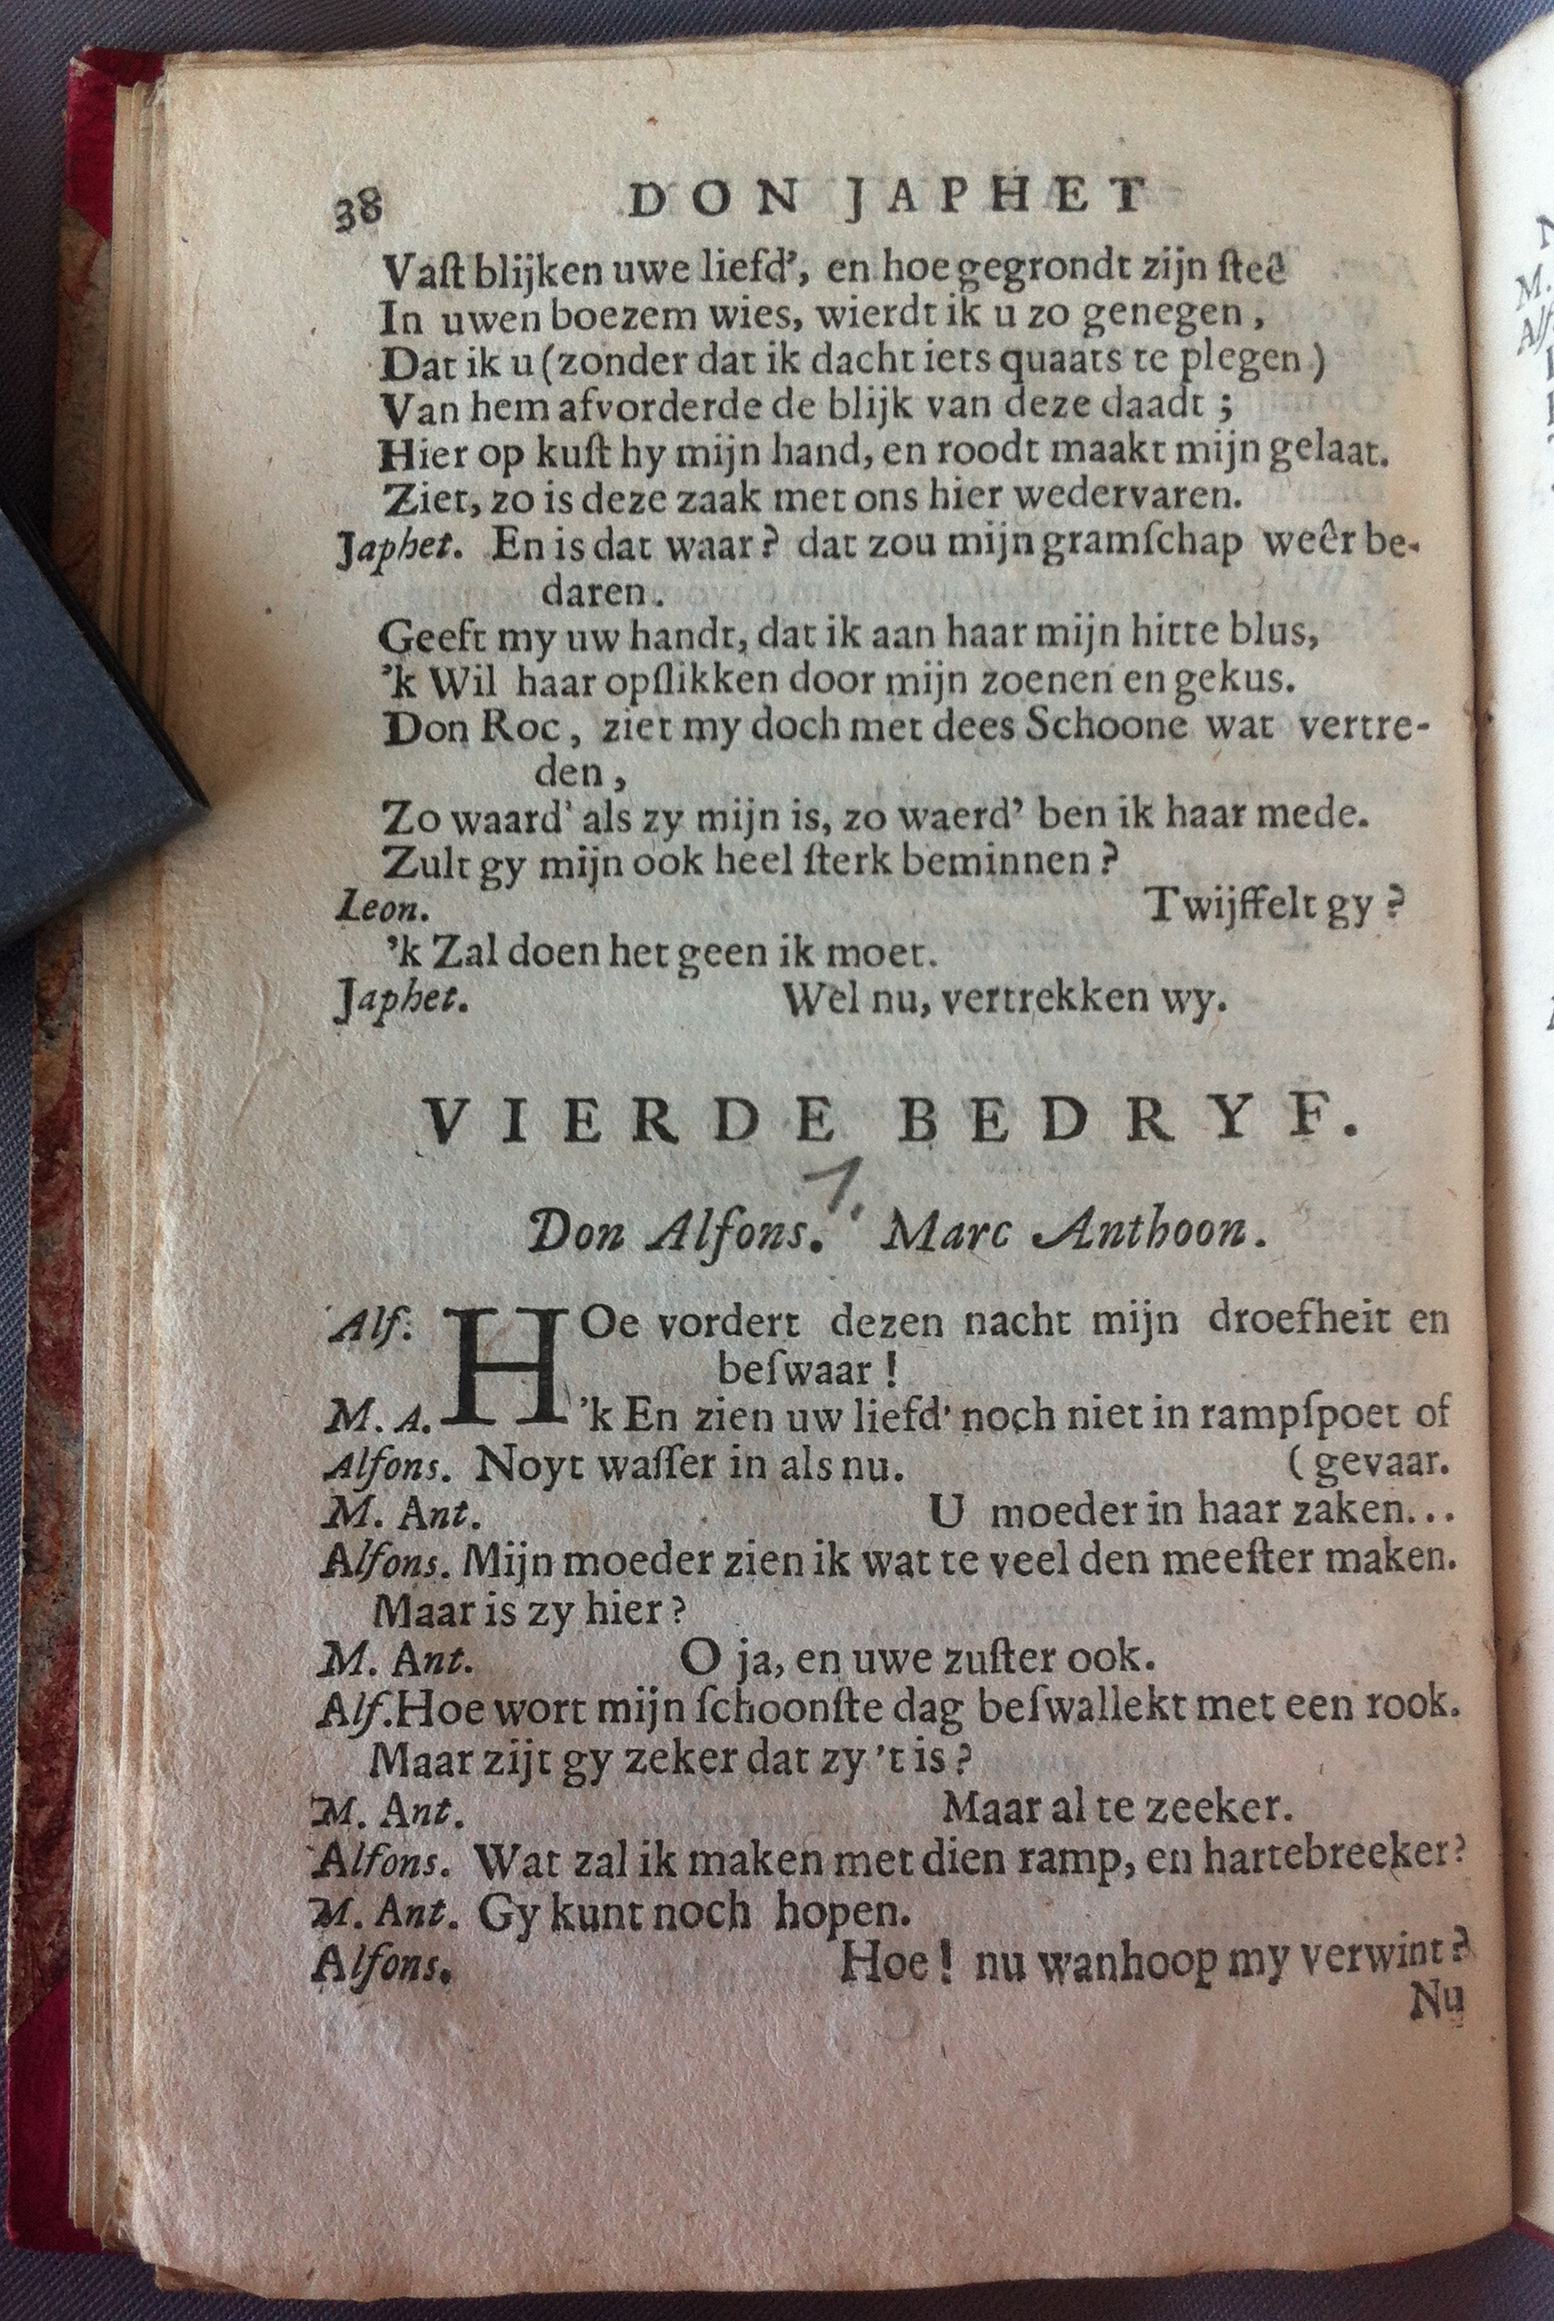 38 DON JAPHET
Vaſt blijken uwe liefd', en hoe gegrondt zijn ſteê
In uwen boezem wies, wierdt ik u zo genegen,
Dat ik u (zonder dat ik dacht iets quaats te plegen)
Van hem afvorderde de blijk van deze daadt;
Hier op kuſt hy mijn hand, en roodt maakt mijn gelaat.
Ziet, zo is deze zaak met ons hier wedervaren.
Japhet. En is dat waar? dat zou mijn gramſchap weêr be-
daren.
Geeft my uw handt, dat ik aan haar mijn hitte blus,
'k Wil haar opſlikken door mijn zoenen en gekus.
Don Roc, ziet my doch met dees Schoone wat vertre-
den,
Zo waard' als zy mijn is, zo waerd' ben ik haar mede.
Zult gy mijn ook heel ſterk beminnen?
Leon. Twijffelt gy?
'k Zal doen het geen ik moet.
Japhet. Wel nu, vertrekken wy.
VIERDE BEDRYF.
1.
Don Alfons. Marc Anthoon.
Alf. HOe vordert dezen nacht mijn droefheit en
beſwaar!
M. A. 'k En zien uw liefd' noch niet in rampſpoet of
Alfons. Noyt waſſer in als nu. (gevaar.
M. Ant. U moeder in haar zaken...
Alfons. Mijn moeder zien ik wat te veel den meeſter maken.
Maar is zy hier?
M. Ant. O ja, en uwe zuſter ook.
Alf. Hoe wort mijn ſchoonſte dag beſwallekt met een rook.
Maar zijt gy zeker dat zy 't is?
M. Ant. Maar al te zeeker.
Alfons. Wat zal ik maken met dien ramp, en hartebreeker?
M. Ant. Gy kunt noch hopen.
Alfons. Hoe! nu wanhoop my verwint?
Nu